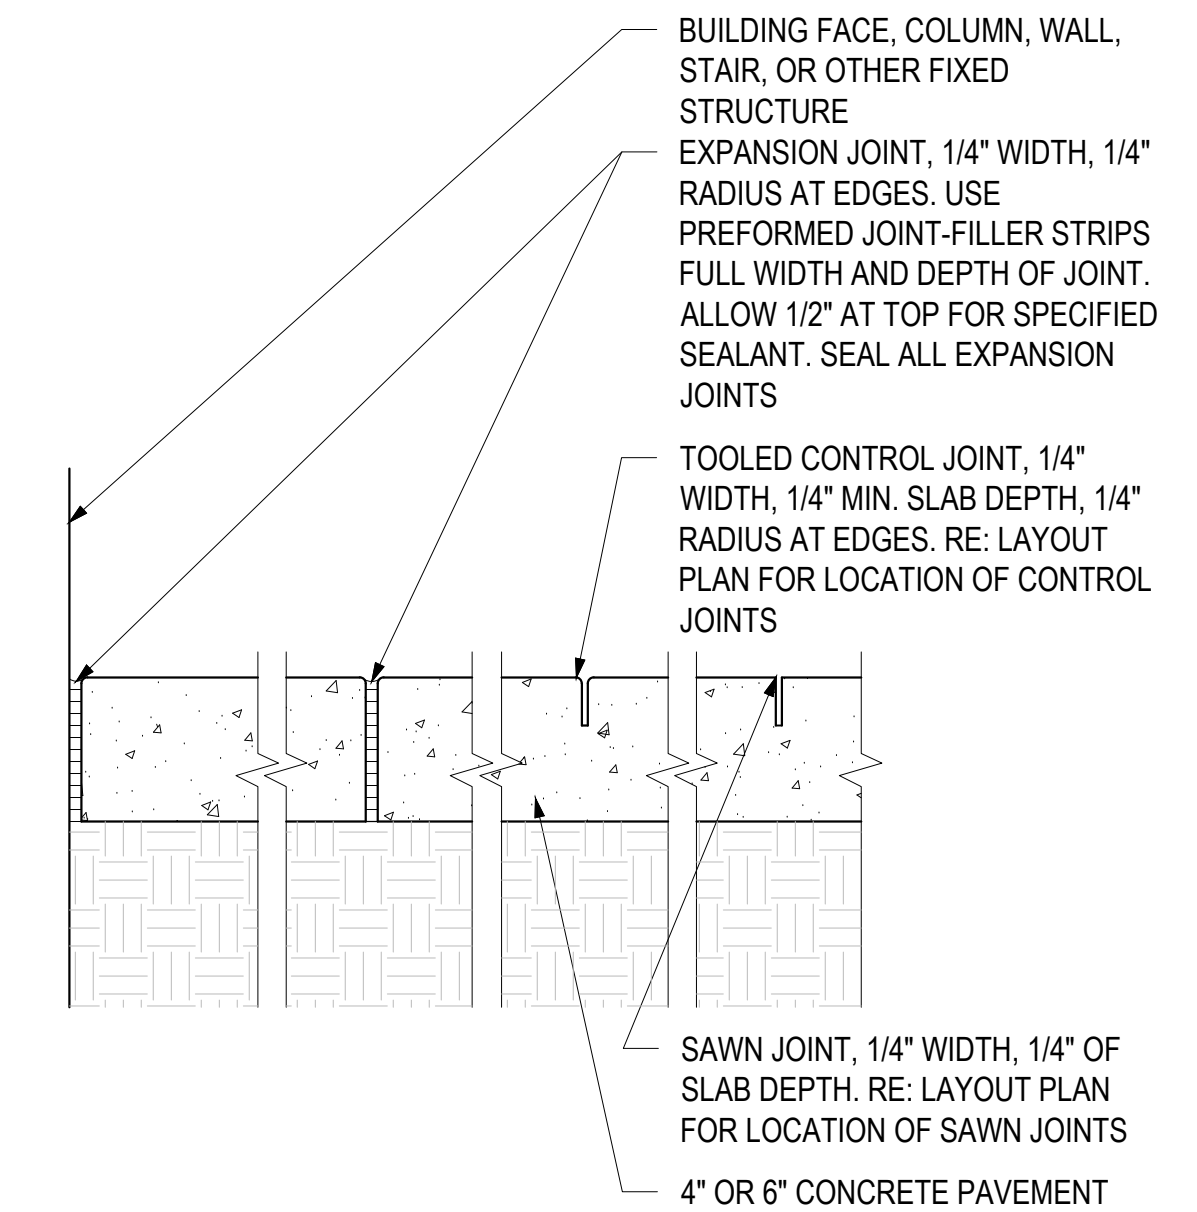 BUILDING FACE, COLUMN, WALL,
STAIR, OR OTHER FIXED
STRUCTURE
EXPANSION JOINT, 1/4" WIDTH, 1/4"
RADIUS AT EDGES. USE
PREFORMED JOINT-FILLER STRIPS
FULL WIDTH AND DEPTH OF JOINT.
ALLOW 1/2" AT TOP FOR SPECIFIED
SEALANT. SEAL ALL EXPANSION
JOINTS
TOOLED CONTROL JOINT, 1/4"
WIDTH, 1/4" MIN. SLAB DEPTH, 1/4"
RADIUS AT EDGES. RE: LAYOUT
PLAN FOR LOCATION OF CONTROL
JOINTS
SAWN JOINT, 1/4" WIDTH, 1/4" OF
SLAB DEPTH. RE: LAYOUT PLAN
FOR LOCATION OF SAWN JOINTS
4" OR 6" CONCRETE PAVEMENT